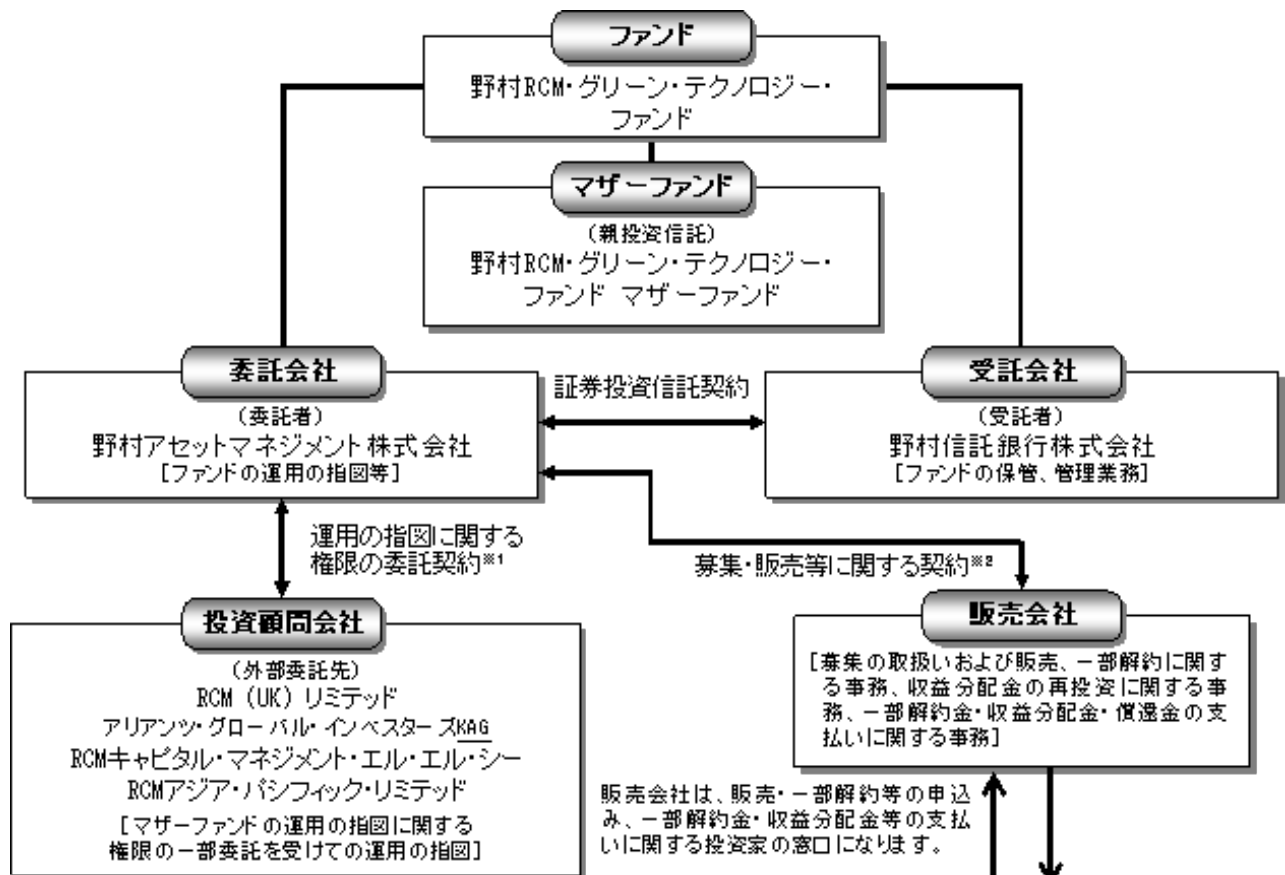 ファンド
野村RCM・グリーン・テクノロジー・
ファンド
マザーファンド
(親投資信託)
野村RCM・グリーン・テクノロジー・
ファンド マザーファンド
委託会社
(委託者)
野村アセットマネジメント株式会社
[ファンドの運用の指図等]
証券投資信託契約
受託会社
(受託者)
野村信託銀行株式会社
[ファンドの保管、管理業務]
運用の指図に関する
権限の委託契約※1
募集・販売等に関する契約※2
投資顧問会社
(外部委託先)
RCM (UK) リミテッド
アリアンツ・グローバル・インベスターズKAG
RCMキャピタル・マネジメント・エル・エル・シー
RCMアジア・パシフィック・リミテッド
[マザーファンドの運用の指図に関する
権限の一部委託を受けての運用の指図]
販売会社
[募集の取扱いおよび販売、一部解約に関す
る事務、収益分配金の再投資に関する事
務、一部解約金・収益分配金・償還金の支
払いに関する事務]
販売会社は、販売・一部解約等の申込
み、一部解約金・収益分配金等の支払
いに関する投資家の窓口になります。